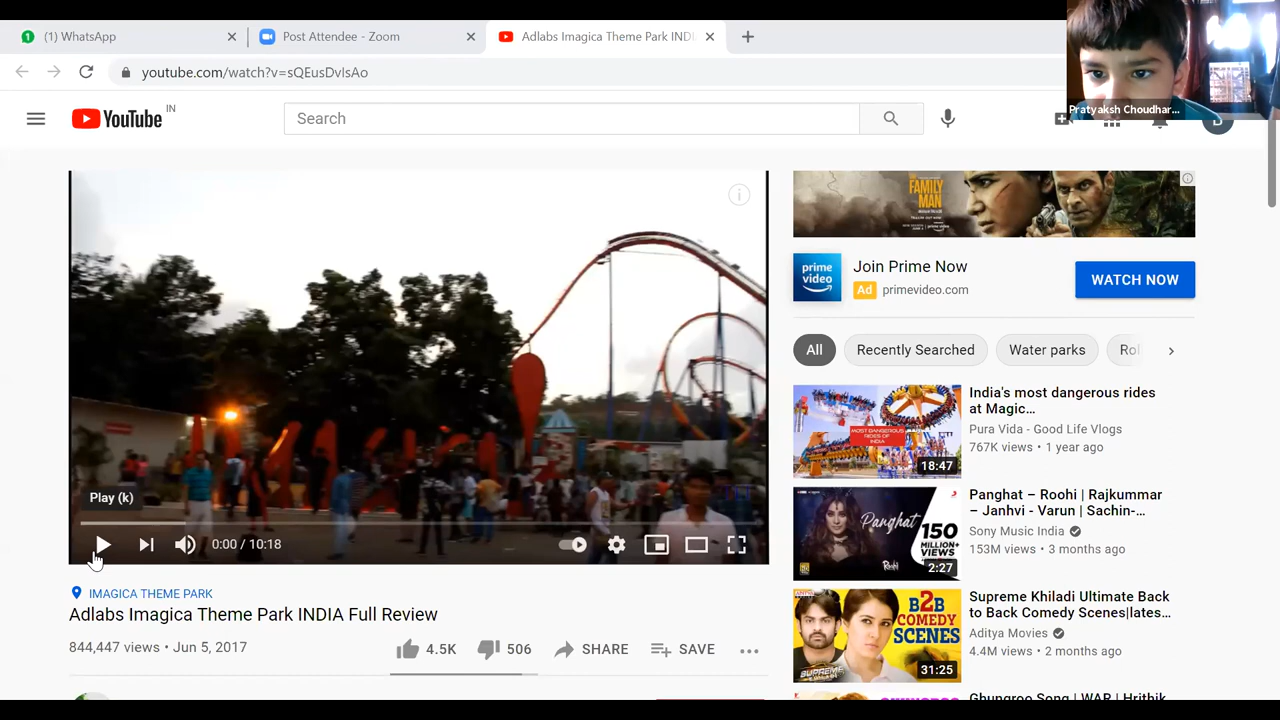 (1) WhatsApp
Post Attendee - Zoom
Adlabs Imagica Theme Park INDI
youtube.com/watch?v=sQEusDvlsAo
Pratyaksh Choudhar...
YouTube IN
Search
THE FAMILY MAN
Join Prime Now
prime video
Ad primevideo.com
WATCH NOW
All
Recently Searched
Water parks
Rol
Play (k)
0:00 / 10:18
IMAGICA THEME PARK
Adlabs Imagica Theme Park INDIA Full Review
844,447 views • Jun 5, 2017
4.5K
506
SHARE
SAVE
MOST DANGEROUS
RIDES OF
INDIA
18:47
India's most dangerous rides
at Magic...
Pura Vida - Good Life Vlogs
767K views • 1 year ago
Panghat
150
MILLION+
VIEWS
Roohi
2:27
Panghat – Roohi | Rajkummar
– Janhvi - Varun | Sachin-...
Sony Music India
153M views • 3 months ago
B2B
COMEDY
SCENES
SUPREME
31:25
Supreme Khiladi Ultimate Back
to Back Comedy Scenes|lates...
Aditya Movies
4.4M views • 2 months ago
Ghungroo Song | WAR | Hrithik